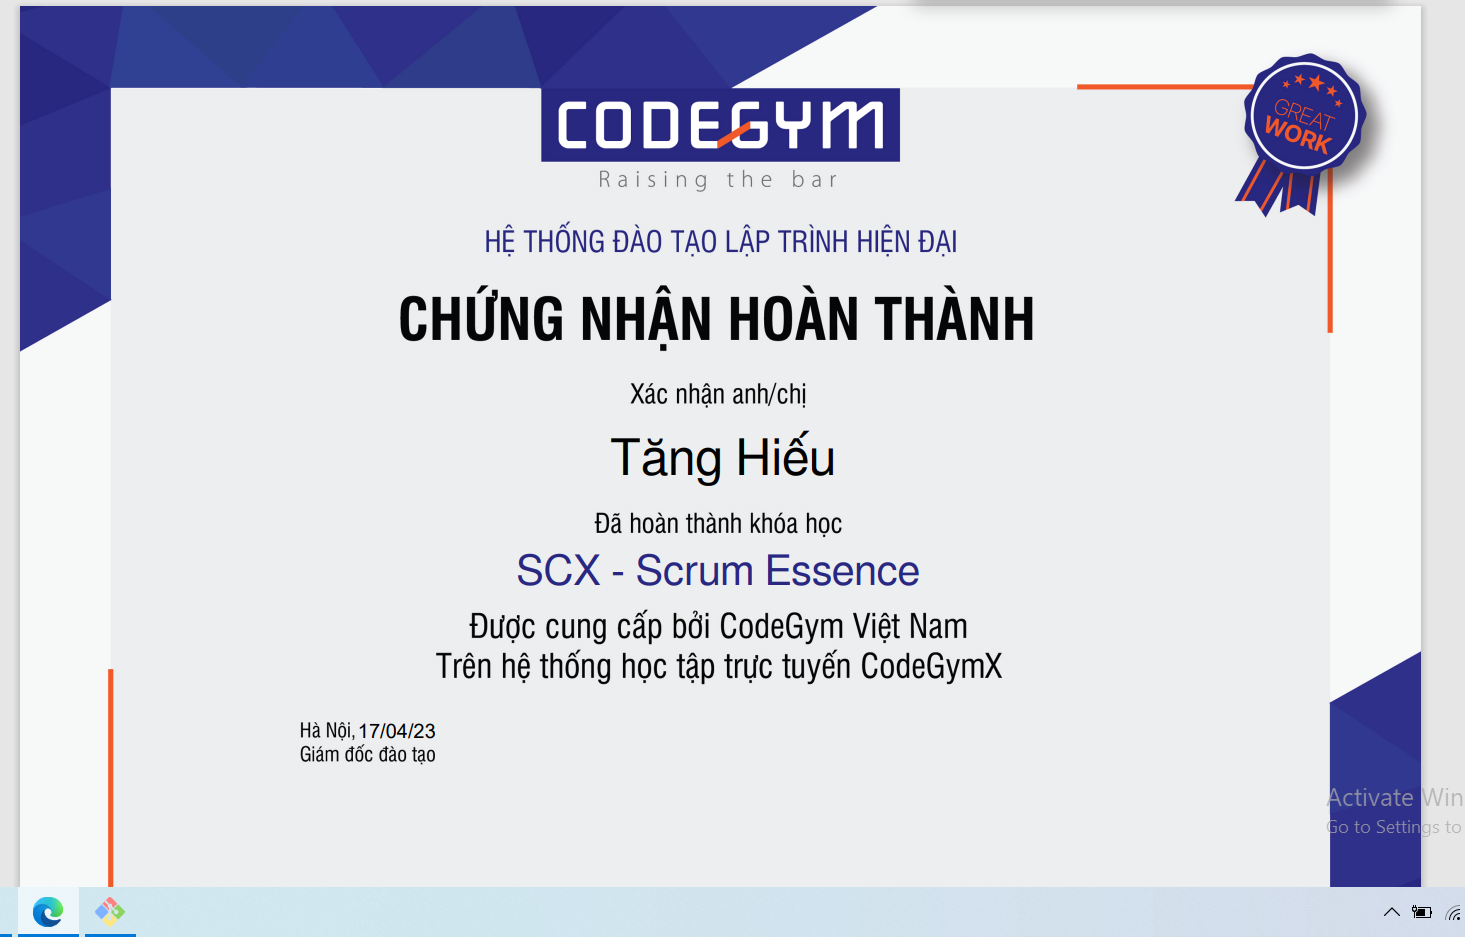 CODEGYM
Raising the bar
GREAT
WORK
HỆ THỐNG ĐÀO TẠO LẬP TRÌNH HIỆN ĐẠI
CHỨNG NHẬN HOÀN THÀNH
Xác nhận anh/chị
Tăng Hiếu
Đã hoàn thành khóa học
SCX - Scrum Essence
Được cung cấp bởi CodeGym Việt Nam
Trên hệ thống học tập trực tuyến CodeGymX
Hà Nội, 17/04/23
Giám đốc đào tạo
Activate Win
Go to Settings to